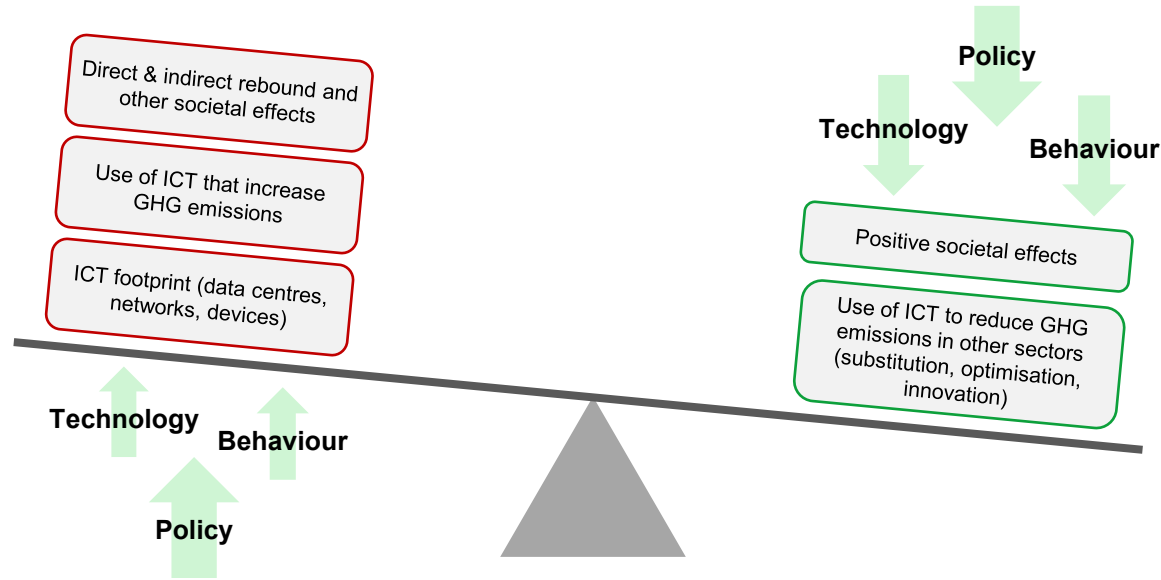 Direct & indirect rebound and
other societal effects
Use of ICT that increase
GHG emissions
ICT footprint (data centres,
networks, devices)
Technology
Behaviour
Policy
Policy
Technology
Behaviour
Positive societal effects
Use of ICT to reduce GHG
emissions in other sectors
(substitution, optimisation,
innovation)